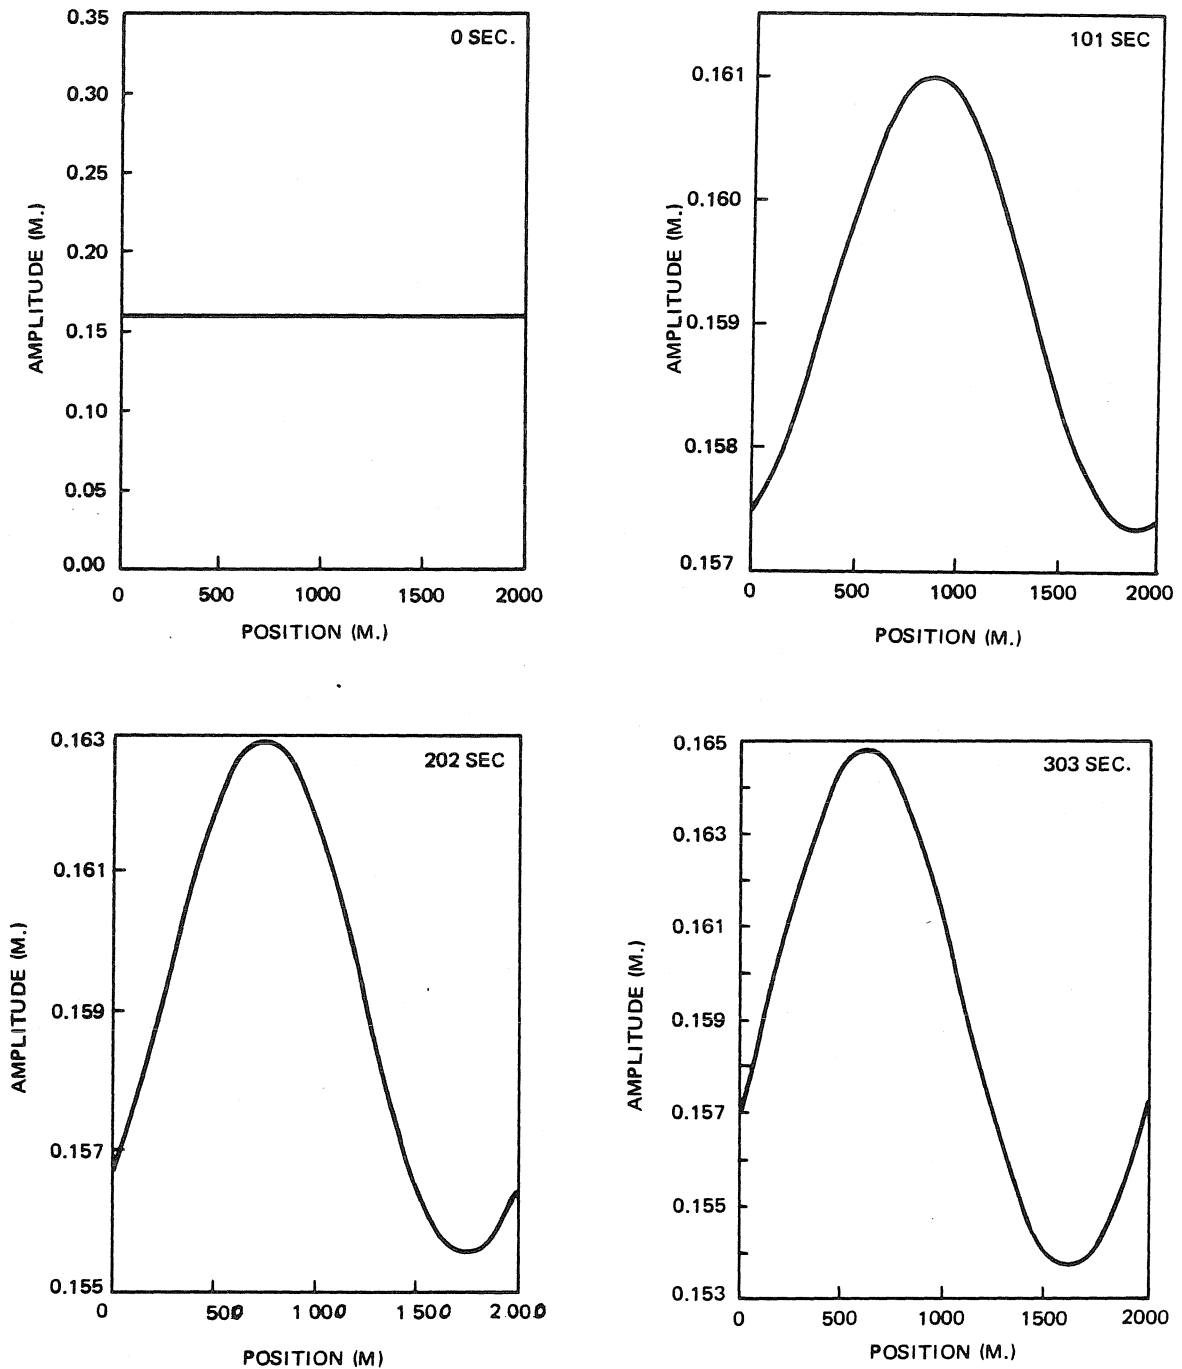 0 SEC.
AMPLITUDE (M.)
0.35
0.30
0.25
0.20
0.15
0.10
0.05
0.00
0 500 1000 1500 2000
POSITION (M.)
101 SEC
AMPLITUDE (M.)
0.161
0.160
0.159
0.158
0.157
0 500 1000 1500 2000
POSITION (M.)
202 SEC
AMPLITUDE (M.)
0.163
0.161
0.159
0.157
0.155
0 500 1000 1500 2000
POSITION (M)
303 SEC.
AMPLITUDE (M.)
0.165
0.163
0.161
0.159
0.157
0.155
0.153
0 500 1000 1500 2000
POSITION (M.)